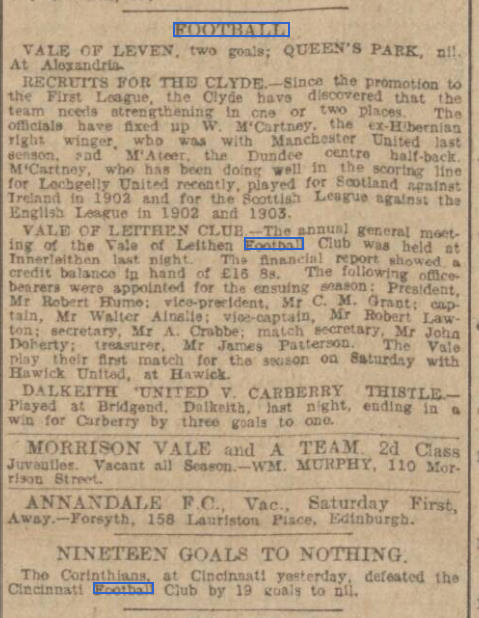 FOOTBALL
VALE OF LEVEN, two goals; QUEEN'S PARK, nil.
At Alexandria.
RECRUITS FOR THE CLYDE.—Since the promotion to
the First League, the Clyde have discovered that the
team needs strengthening in one or two places. The
officials have fixed up W. M'Cartney, the ex-Hibernian
right winger, who was with Manchester United last
season, and M'Ateer, the Dundee centre half-back.
M'Cartney, who has been doing well in the scoring line
for Lochgelly United recently, played for Scotland against
Ireland in 1902 and for the Scottish League against the
English League in 1902 and 1903.
VALE OF LEITHEN CLUB.—The annual general meet-
ing of the Vale of Leithen Football Club was held at
Innerleithen last night. The financial report showed a
credit balance in hand of £16 8s. The following office-
bearers were appointed for the ensuing season: President,
Mr Robert Hume; vice-president, Mr C. M. Grant; cap-
tain, Mr Walter Ainslie; vice-captain, Mr Robert Law-
ton; secretary, Mr A. Crabbe; match secretary, Mr John
Doherty; treasurer, Mr James Patterson. The Vale
play their first match for the season on Saturday with
Hawick United, at Hawick.
DALKEITH UNITED V. CARBERRY THISTLE.—
Played at Bridgend, Dalkeith, last night, ending in a
win for Carberry by three goals to one.
MORRISON VALE and A TEAM, 2d Class
Juveniles. Vacant all Season.—WM. MURPHY, 110 Mor-
rison Street.
ANNANDALE F.C., Vac., Saturday First,
Away.—Forsyth, 158 Lauriston Place, Edinburgh.
NINETEEN GOALS TO NOTHING.
The Corinthians, at Cincinnati yesterday, defeated the
Cincinnati Football Club by 19 goals to nil.